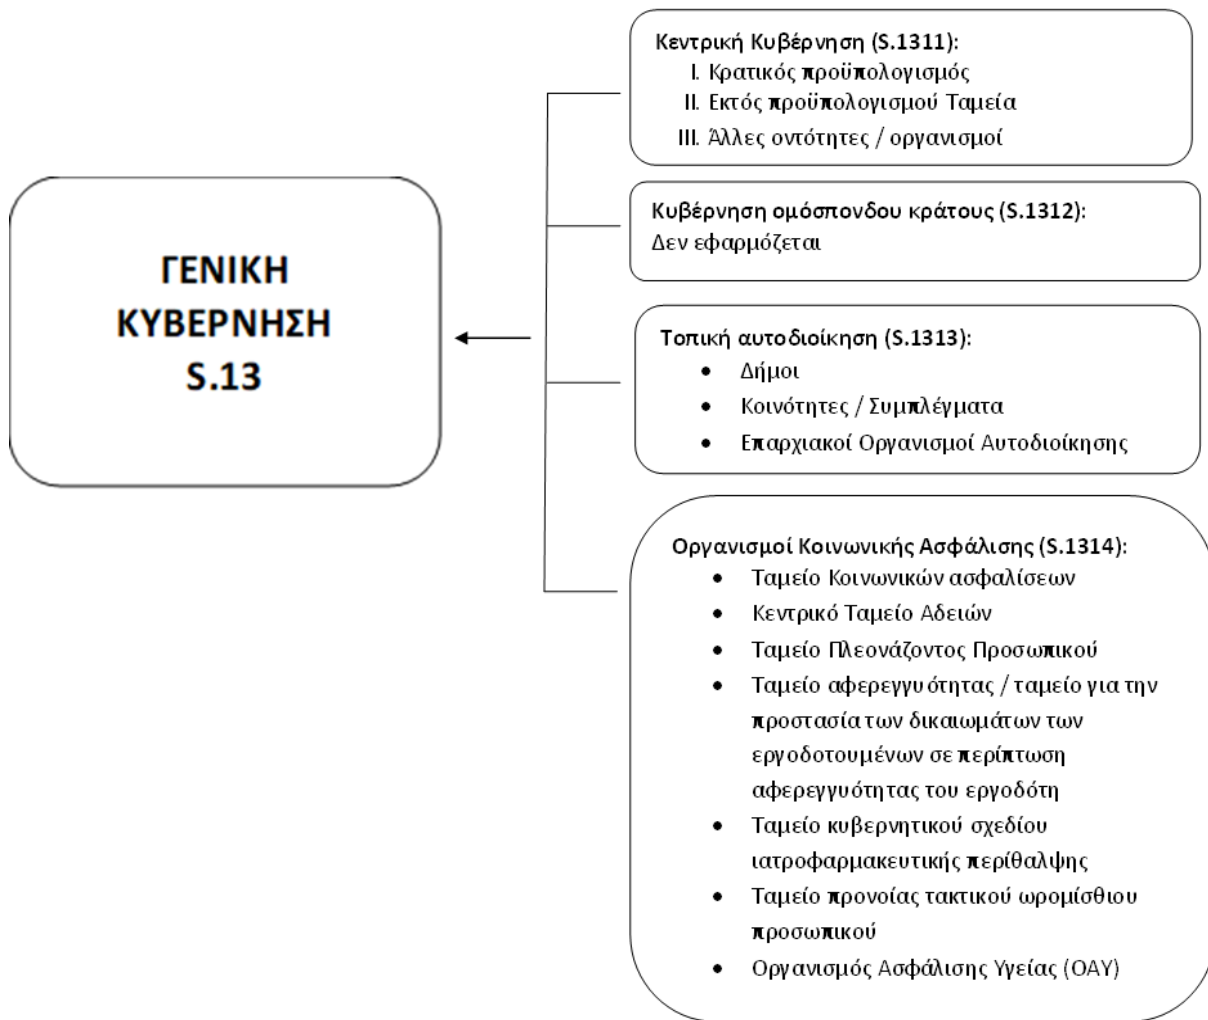 ΓΕΝΙΚΗ
ΚΥΒΕΡΝΗΣΗ
S.13
Κεντρική Κυβέρνηση (S.1311):
I. Κρατικός προϋπολογισμός
II. Εκτός προϋπολογισμού Ταμεία
III. Άλλες οντότητες / οργανισμοί
Κυβέρνηση ομόσπονδου κράτους (S.1312):
Δεν εφαρμόζεται
Τοπική αυτοδιοίκηση (S.1313):
• Δήμοι
• Κοινότητες / Συμπλέγματα
• Επαρχιακοί Οργανισμοί Αυτοδιοίκησης
Οργανισμοί Κοινωνικής Ασφάλισης (S.1314):
• Ταμείο Κοινωνικών ασφαλίσεων
• Κεντρικό Ταμείο Αδειών
• Ταμείο Πλεονάζοντος Προσωπικού
• Ταμείο αφερεγγυότητας / ταμείο για την
προστασία των δικαιωμάτων των
εργοδοτουμένων σε περίπτωση
αφερεγγυότητας του εργοδότη
• Ταμείο κυβερνητικού σχεδίου
ιατροφαρμακευτικής περίθαλψης
• Ταμείο προνοίας τακτικού ωρομίσθιου
προσωπικού
• Οργανισμός Ασφάλισης Υγείας (ΟΑΥ)